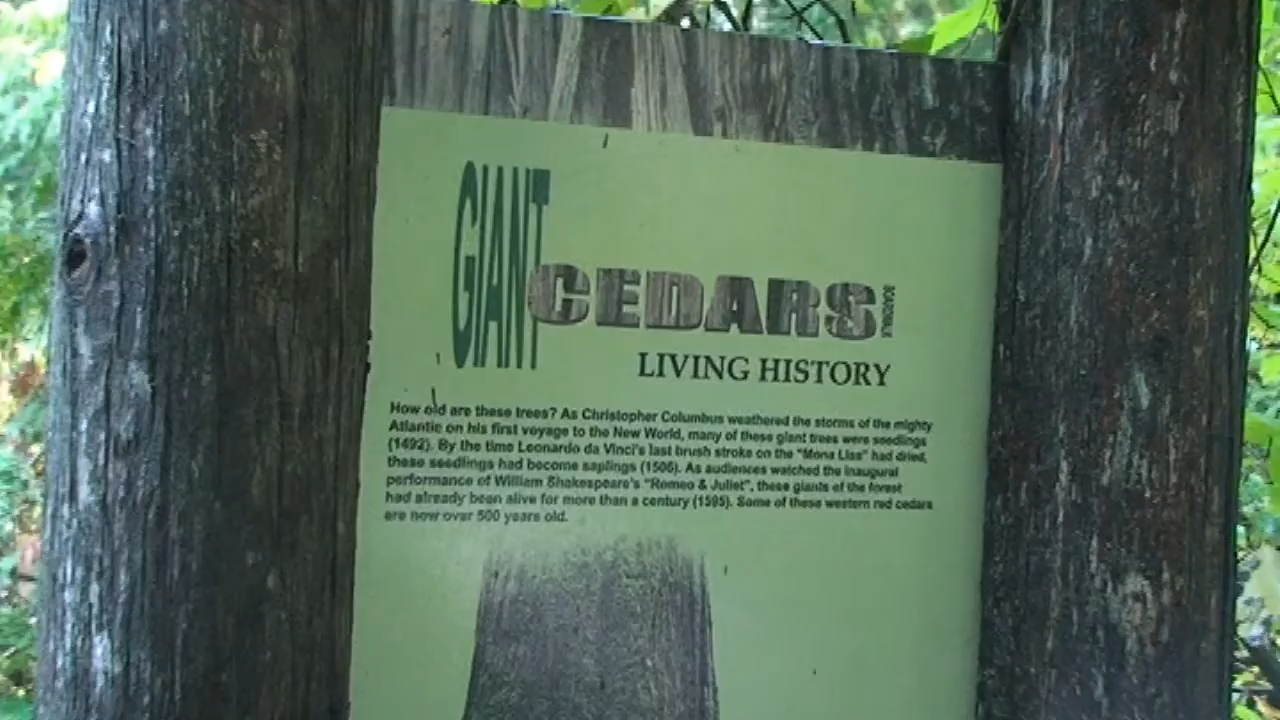 GIANT
CEDARS
LIVING HISTORY
How old are these trees? As Christopher Columbus weathered the storms of the mighty
Atlantic on his first voyage to the New World, many of these giant trees were seedlings
(1492). By the time Leonardo da Vinci's last brush stroke on the "Mona Lisa" had dried,
these seedlings had become saplings (1506). As audiences watched the inaugural
performance of William Shakespeare's "Romeo & Juliet", these giants of the forest
had already been alive for more than a century (1595). Some of these western red cedars
are now over 500 years old.